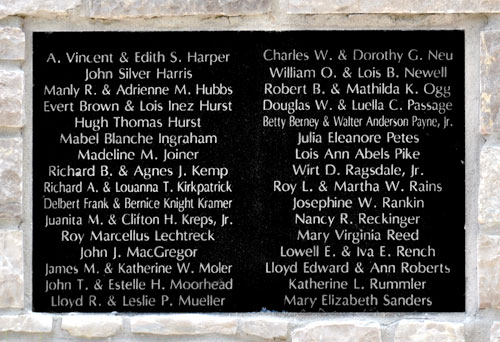 A. Vincent & Edith S. Harper
John Silver Harris
Manly R. & Adrienne M. Hubbs
Evert Brown & Lois Inez Hurst
Hugh Thomas Hurst
Mabel Blanche Ingraham
Madeline M. Joiner
Richard B. & Agnes J. Kemp
Richard A. & Louanna T. Kirkpatrick
Delbert Frank & Bernice Knight Kramer
Juanita M. & Clifton H. Kreps, Jr.
Roy Marcellus Lechtreck
John J. MacGregor
James M. & Katherine W. Moler
John T. & Estelle H. Moorhead
Lloyd R. & Leslie P. Mueller
Charles W. & Dorothy G. Neu
William O. & Lois B. Newell
Robert B. & Mathilda K. Ogg
Douglas W. & Luella C. Passage
Betty Berney & Walter Anderson Payne, Jr.
Julia Eleanore Petes
Lois Ann Abels Pike
Wirt D. Ragsdale, Jr.
Roy L. & Martha W. Rains
Josephine W. Rankin
Nancy R. Reckinger
Mary Virginia Reed
Lowell E. & Iva E. Rench
Lloyd Edward & Ann Roberts
Katherine L. Rummler
Mary Elizabeth Sanders